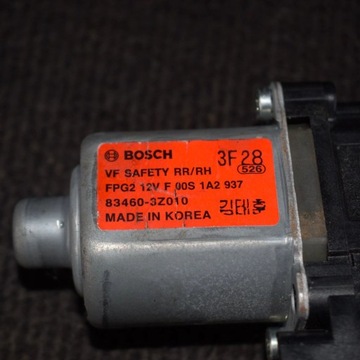 BOSCH 3F28
526
VF SAFETY RR/RH
FPG2 12V F 00S 1A2 937
83460-3Z010
MADE IN KOREA